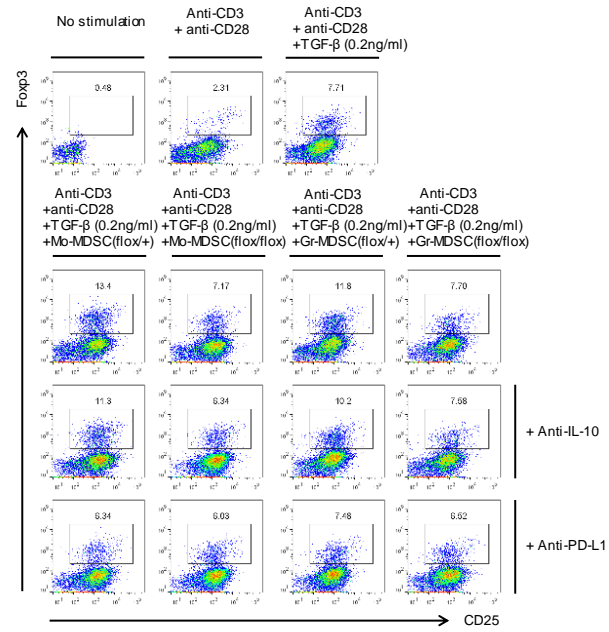 No stimulation
Anti-CD3
+ anti-CD28
Anti-CD3
+ anti-CD28
+TGF-β (0.2ng/ml)
Foxp3
0.48
2.31
7.71
Anti-CD3
+anti-CD28
+TGF-β (0.2ng/ml)
+Mo-MDSC(flox/+)
Anti-CD3
+anti-CD28
+TGF-β (0.2ng/ml)
+Mo-MDSC(flox/flox)
Anti-CD3
+anti-CD28
+TGF-β (0.2ng/ml)
+Gr-MDSC(flox/+)
Anti-CD3
+anti-CD28
+TGF-β (0.2ng/ml)
+Gr-MDSC(flox/flox)
13.4
7.17
11.8
7.70
11.3
6.34
10.2
7.58
+ Anti-IL-10
6.34
6.03
7.48
6.52
+ Anti-PD-L1
CD25